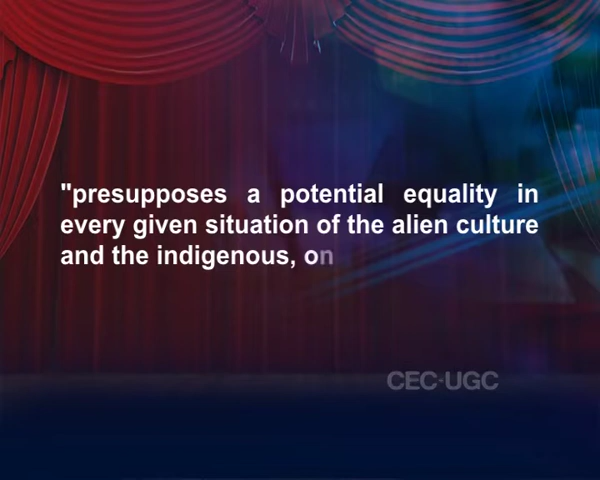 "presupposes a potential equality in
every given situation of the alien culture
and the indigenous, on
CEC-UGC